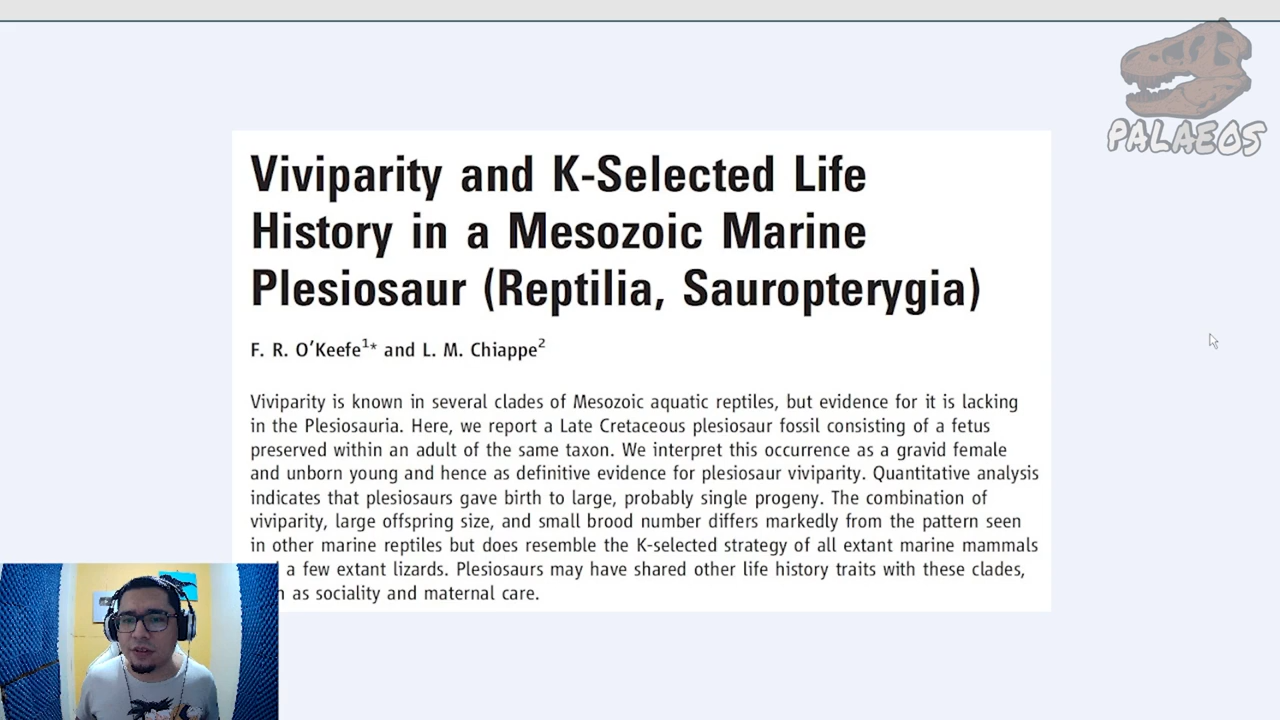 PALAEOS
Viviparity and K-Selected Life
History in a Mesozoic Marine
Plesiosaur (Reptilia, Sauropterygia)
F. R. O'Keefe1* and L. M. Chiappe2
Viviparity is known in several clades of Mesozoic aquatic reptiles, but evidence for it is lacking
in the Plesiosauria. Here, we report a Late Cretaceous plesiosaur fossil consisting of a fetus
preserved within an adult of the same taxon. We interpret this occurrence as a gravid female
and unborn young and hence as definitive evidence for plesiosaur viviparity. Quantitative analysis
indicates that plesiosaurs gave birth to large, probably single progeny. The combination of
viviparity, large offspring size, and small brood number differs markedly from the pattern seen
in other marine reptiles but does resemble the K-selected strategy of all extant marine mammals
a few extant lizards. Plesiosaurs may have shared other life history traits with these clades,
as sociality and maternal care.